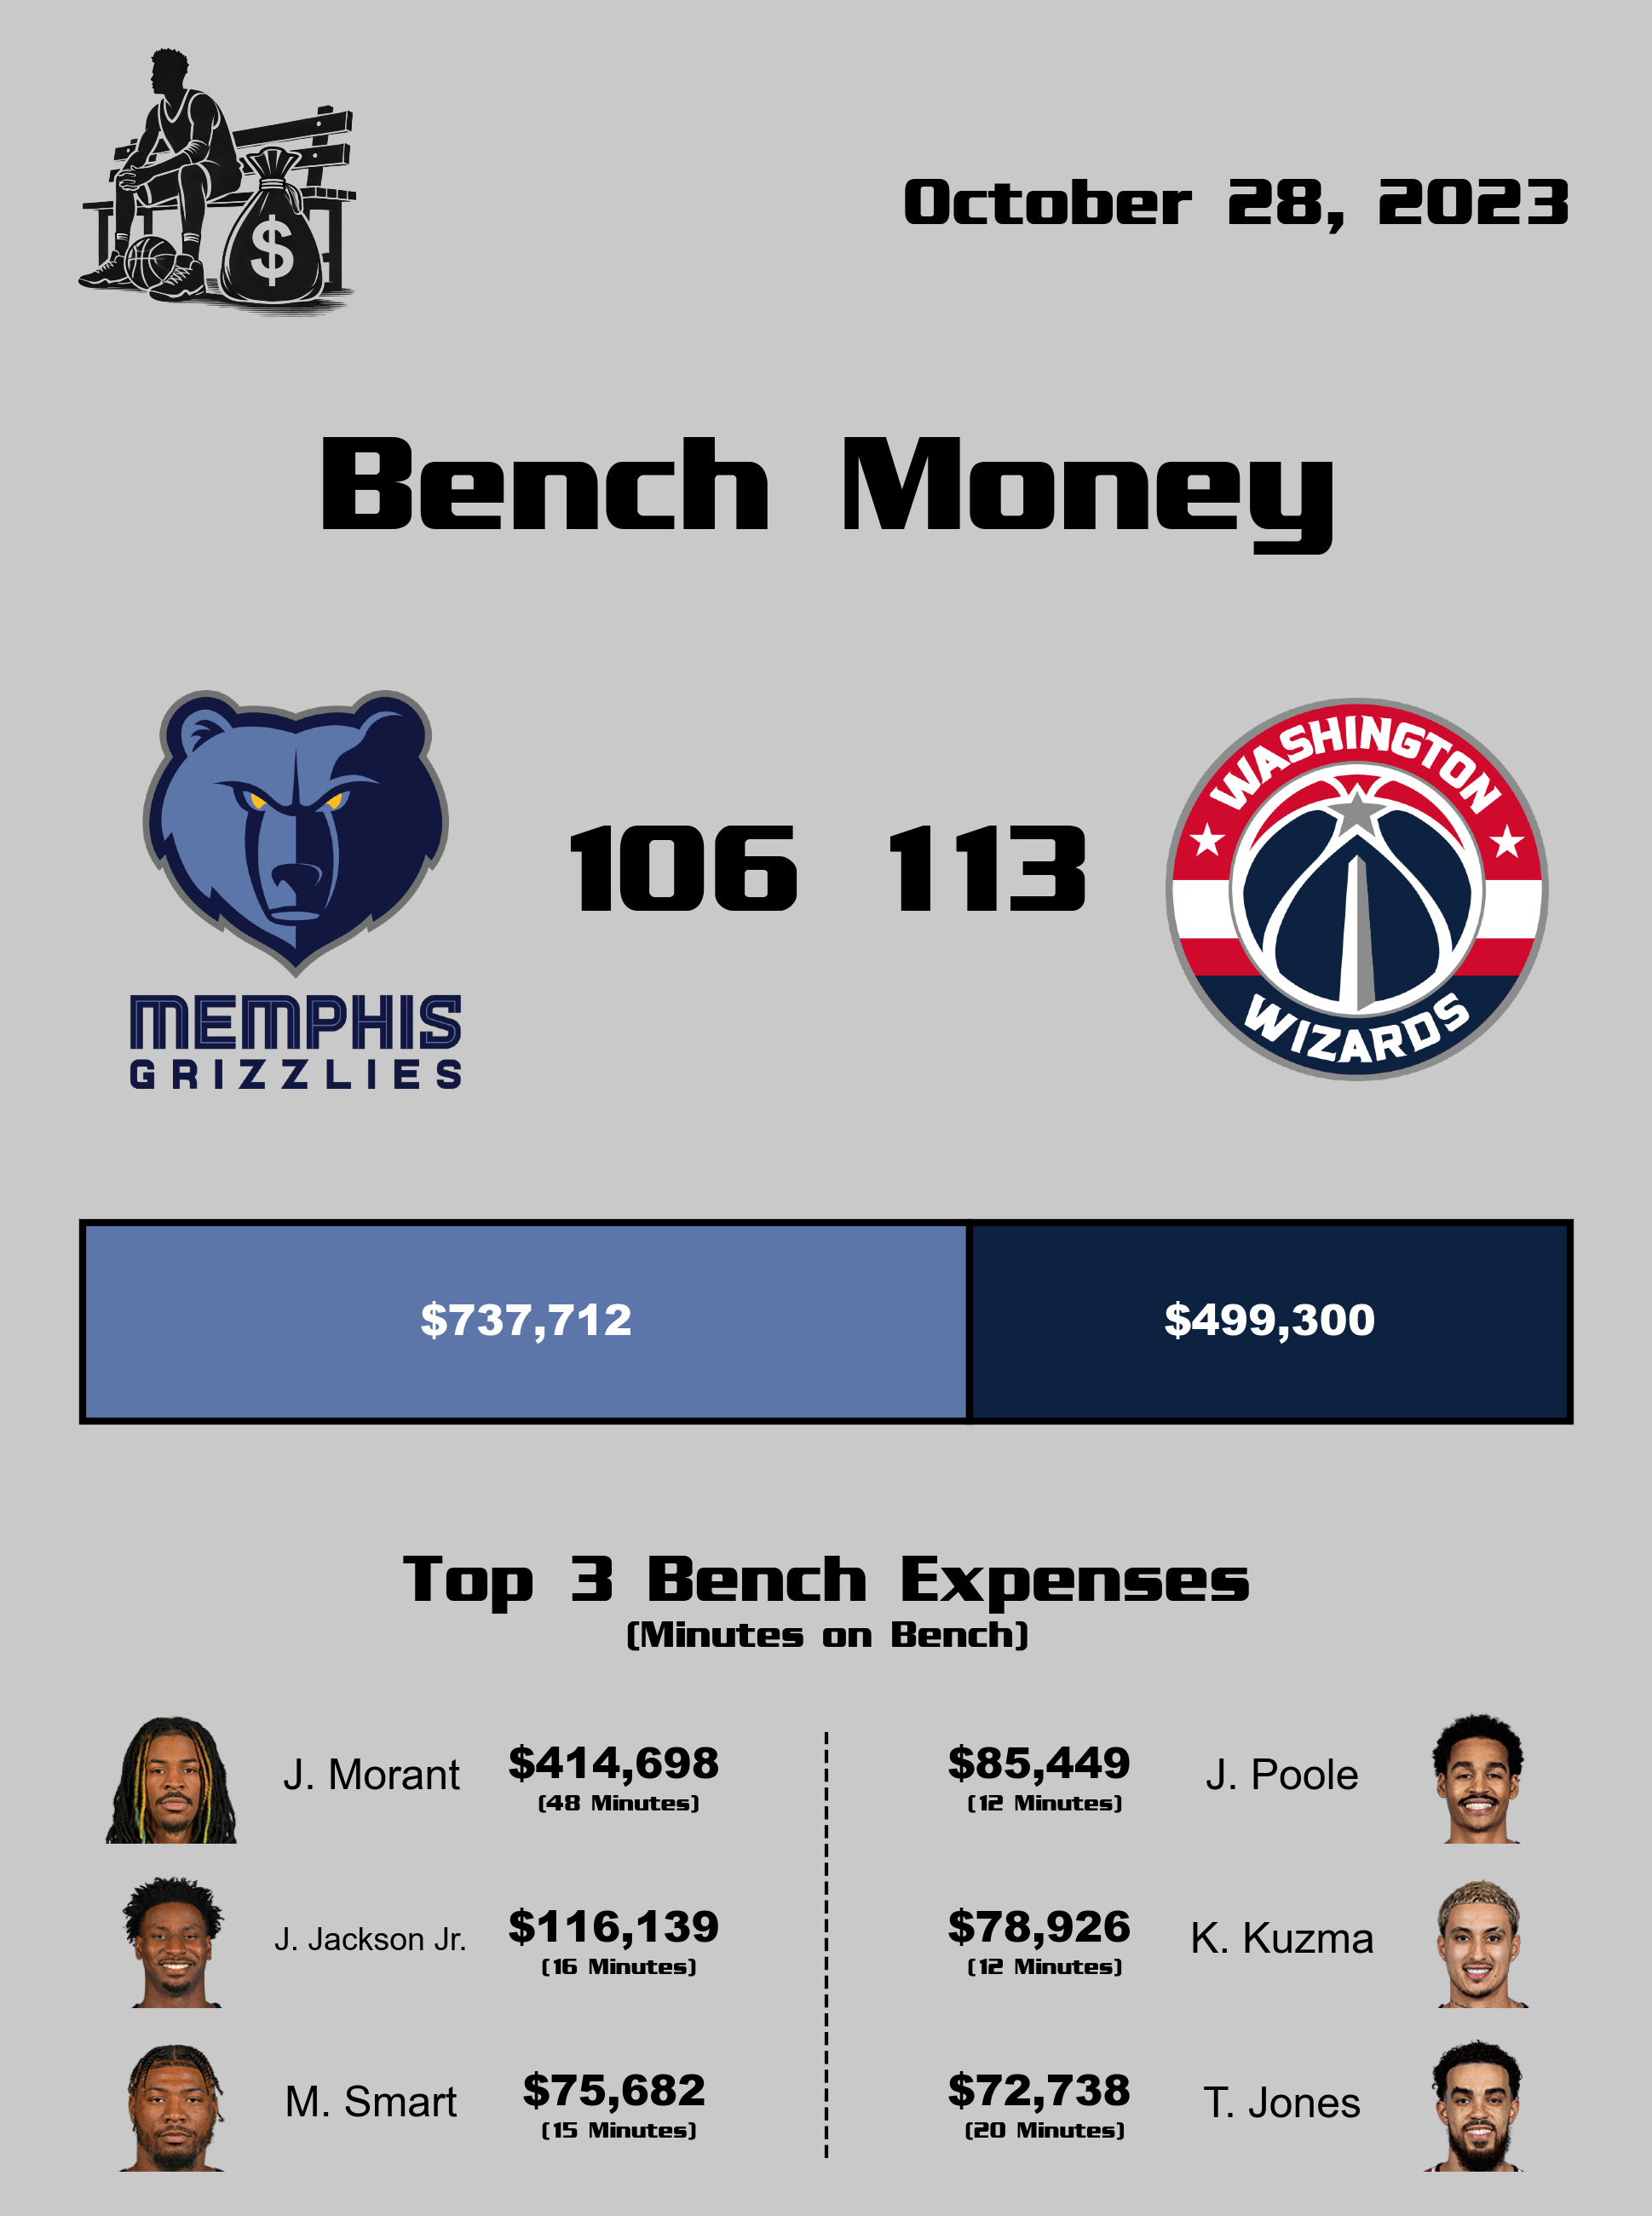 $
October 28, 2023
Bench Money
106 113
WASHINGTON
WIZARDS
MEMPHIS
GRIZZLIES
$737,712 $499,300
Top 3 Bench Expenses
(Minutes on Bench)
J. Morant $414,698 $85,449 J. Poole
(48 Minutes) (12 Minutes)
J. Jackson Jr. $116,139 $78,926 K. Kuzma
(16 Minutes) (12 Minutes)
M. Smart $75,682 $72,738 T. Jones
(15 Minutes) (20 Minutes)